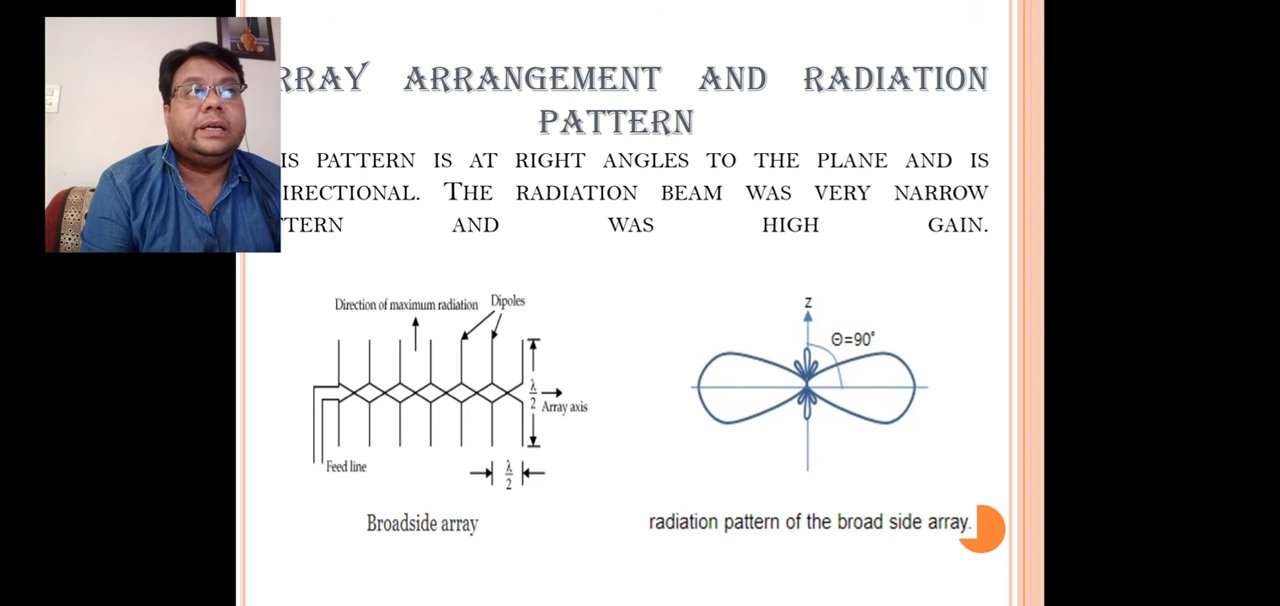 RRAY ARRANGEMENT AND RADIATION
PATTERN
IS PATTERN IS AT RIGHT ANGLES TO THE PLANE AND IS
IRECTIONAL. THE RADIATION BEAM WAS VERY NARROW
TERN AND WAS HIGH GAIN.
Direction of maximum radiation
Dipoles
λ
2
Array axis
Feed line
λ
2
Broadside array
Z
Θ=90°
radiation pattern of the broad side array.